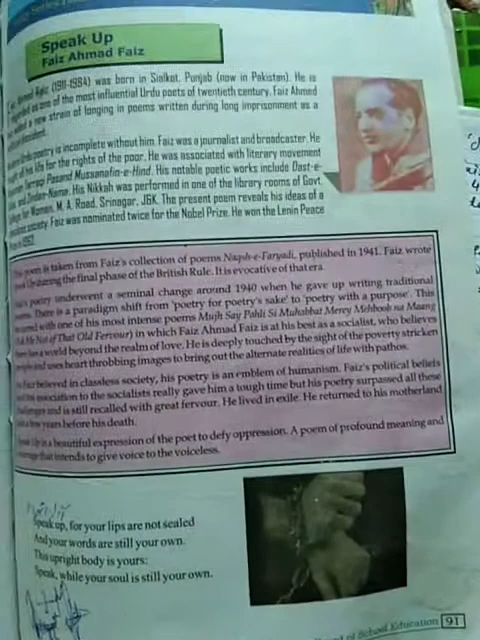 Speak Up
Faiz Ahmad Faiz
(1911-1984) was born in Sialkot, Punjab (now in Pakistan). He is
as one of the most influential Urdu poets of twentieth century. Faiz Ahmad
a new strain of longing in poems written during long imprisonment as a
poetry is incomplete without him. Faiz was a journalist and broadcaster. He
of his life for the rights of the poor. He was associated with literary movement
Pasand Mussanafin-e-Hind. His notable poetic works include Dast-e-
His Nikkah was performed in one of the library rooms of Govt.
for Women, M. A. Road, Srinagar, J&K. The present poem reveals his ideas of a
society. Faiz was nominated twice for the Nobel Prize. He won the Lenin Peace
poem is taken from Faiz's collection of poems Naqsh-e-Faryadi, published in 1941. Faiz wrote
during the final phase of the British Rule. It is evocative of that era.
poetry underwent a seminal change around 1940 when he gave up writing traditional
There is a paradigm shift from 'poetry for poetry's sake' to 'poetry with a purpose'. This
with one of his most intense poems Mujh Say Pahli Si Muhabbat Merey Mehboob na Maang
Me Not of That Old Fervour) in which Faiz Ahmad Faiz is at his best as a socialist, who believes
a world beyond the realm of love. He is deeply touched by the sight of the poverty stricken
and uses heart throbbing images to bring out the alternate realities of life with pathos.
believed in classless society, his poetry is an emblem of humanism. Faiz's political beliefs
association to the socialists really gave him a tough time but his poetry surpassed all these
and is still recalled with great fervour. He lived in exile. He returned to his motherland
years before his death.
is a beautiful expression of the poet to defy oppression. A poem of profound meaning and
that intends to give voice to the voiceless.
Speak up, for your lips are not sealed
And your words are still your own.
This upright body is yours:
Speak, while your soul is still your own.
of School Education 91